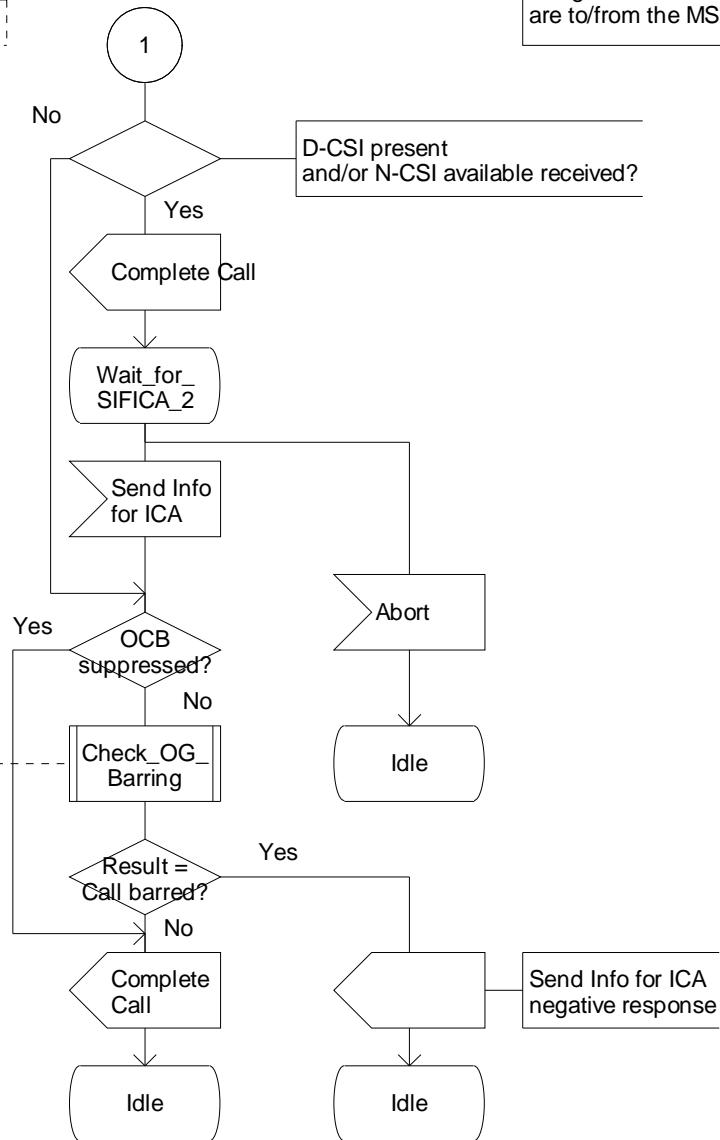 are to/from the MS
1
No
D-CSI present
and/or N-CSI available received?
Yes
Complete Call
Wait_for_
SIFICA_2
Send Info
for ICA
Abort
Yes
OCB
suppressed?
No
Idle
Check_OG_
Barring
Yes
Result =
Call barred?
No
Complete
Call
Send Info for ICA
negative response
Idle
Idle